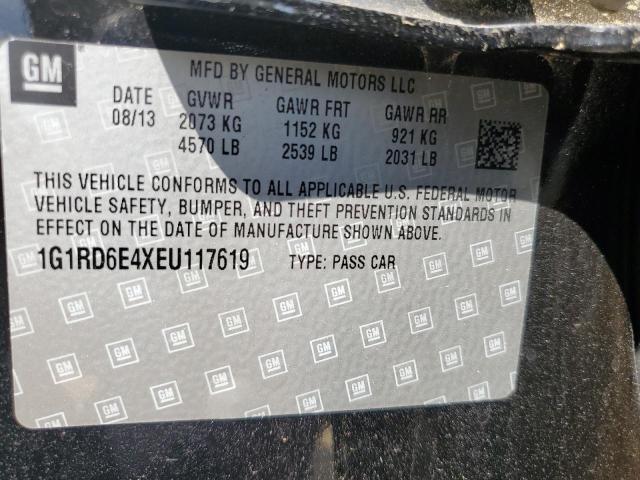 GM
MFD BY GENERAL MOTORS LLC
DATE GVWR GAWR FRT GAWR RR
08/13 2073 KG 1152 KG 921 KG
4570 LB 2539 LB 2031 LB
THIS VEHICLE CONFORMS TO ALL APPLICABLE U.S. FEDERAL MOTOR
VEHICLE SAFETY, BUMPER, AND THEFT PREVENTION STANDARDS IN
EFFECT ON THE DATE OF MANUFACTURE SHOWN ABOVE.
1G1RD6E4XEU117619 TYPE: PASS CAR